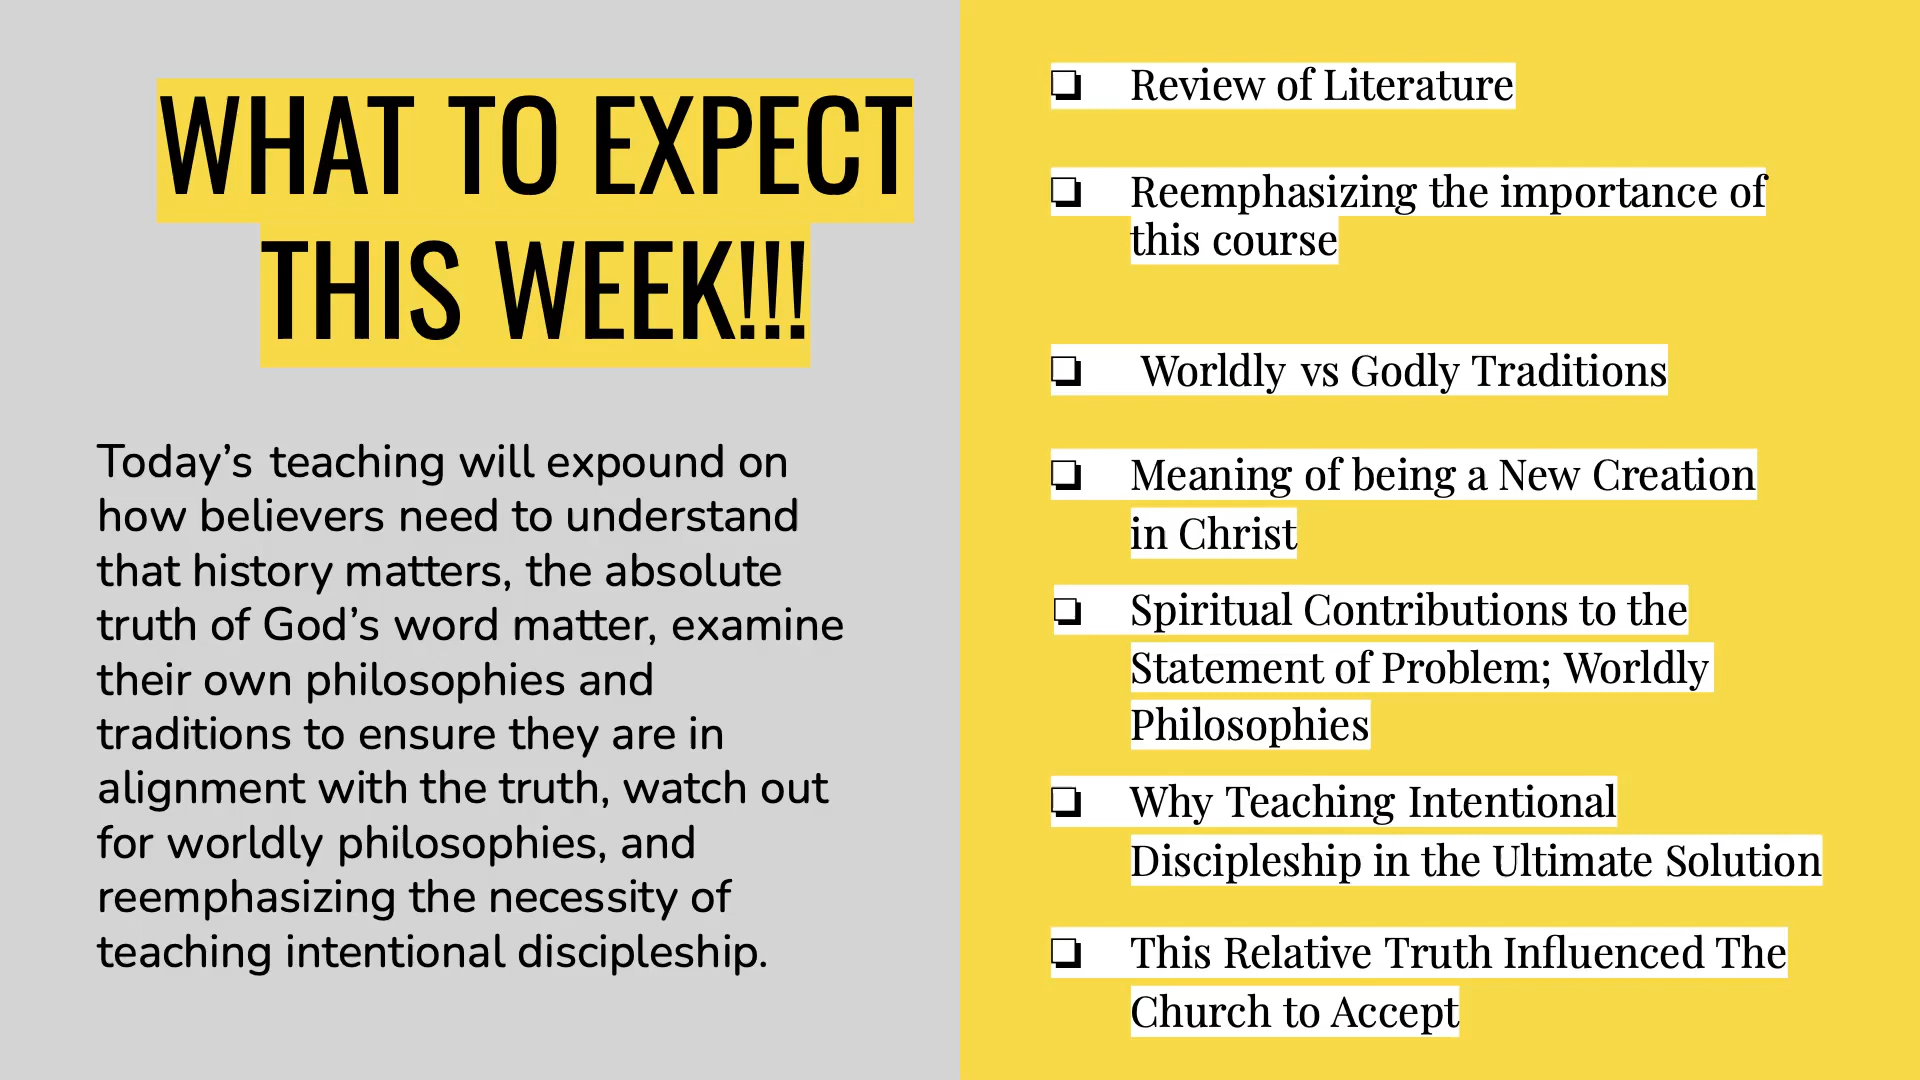 WHAT TO EXPECT
THIS WEEK!!!
Today’s teaching will expound on
how believers need to understand
that history matters, the absolute
truth of God’s word matter, examine
their own philosophies and
traditions to ensure they are in
alignment with the truth, watch out
for worldly philosophies, and
reemphasizing the necessity of
teaching intentional discipleship.
❏ Review of Literature
❏ Reemphasizing the importance of
this course
❏ Worldly vs Godly Traditions
❏ Meaning of being a New Creation
in Christ
❏ Spiritual Contributions to the
Statement of Problem; Worldly
Philosophies
❏ Why Teaching Intentional
Discipleship in the Ultimate Solution
❏ This Relative Truth Influenced The
Church to Accept